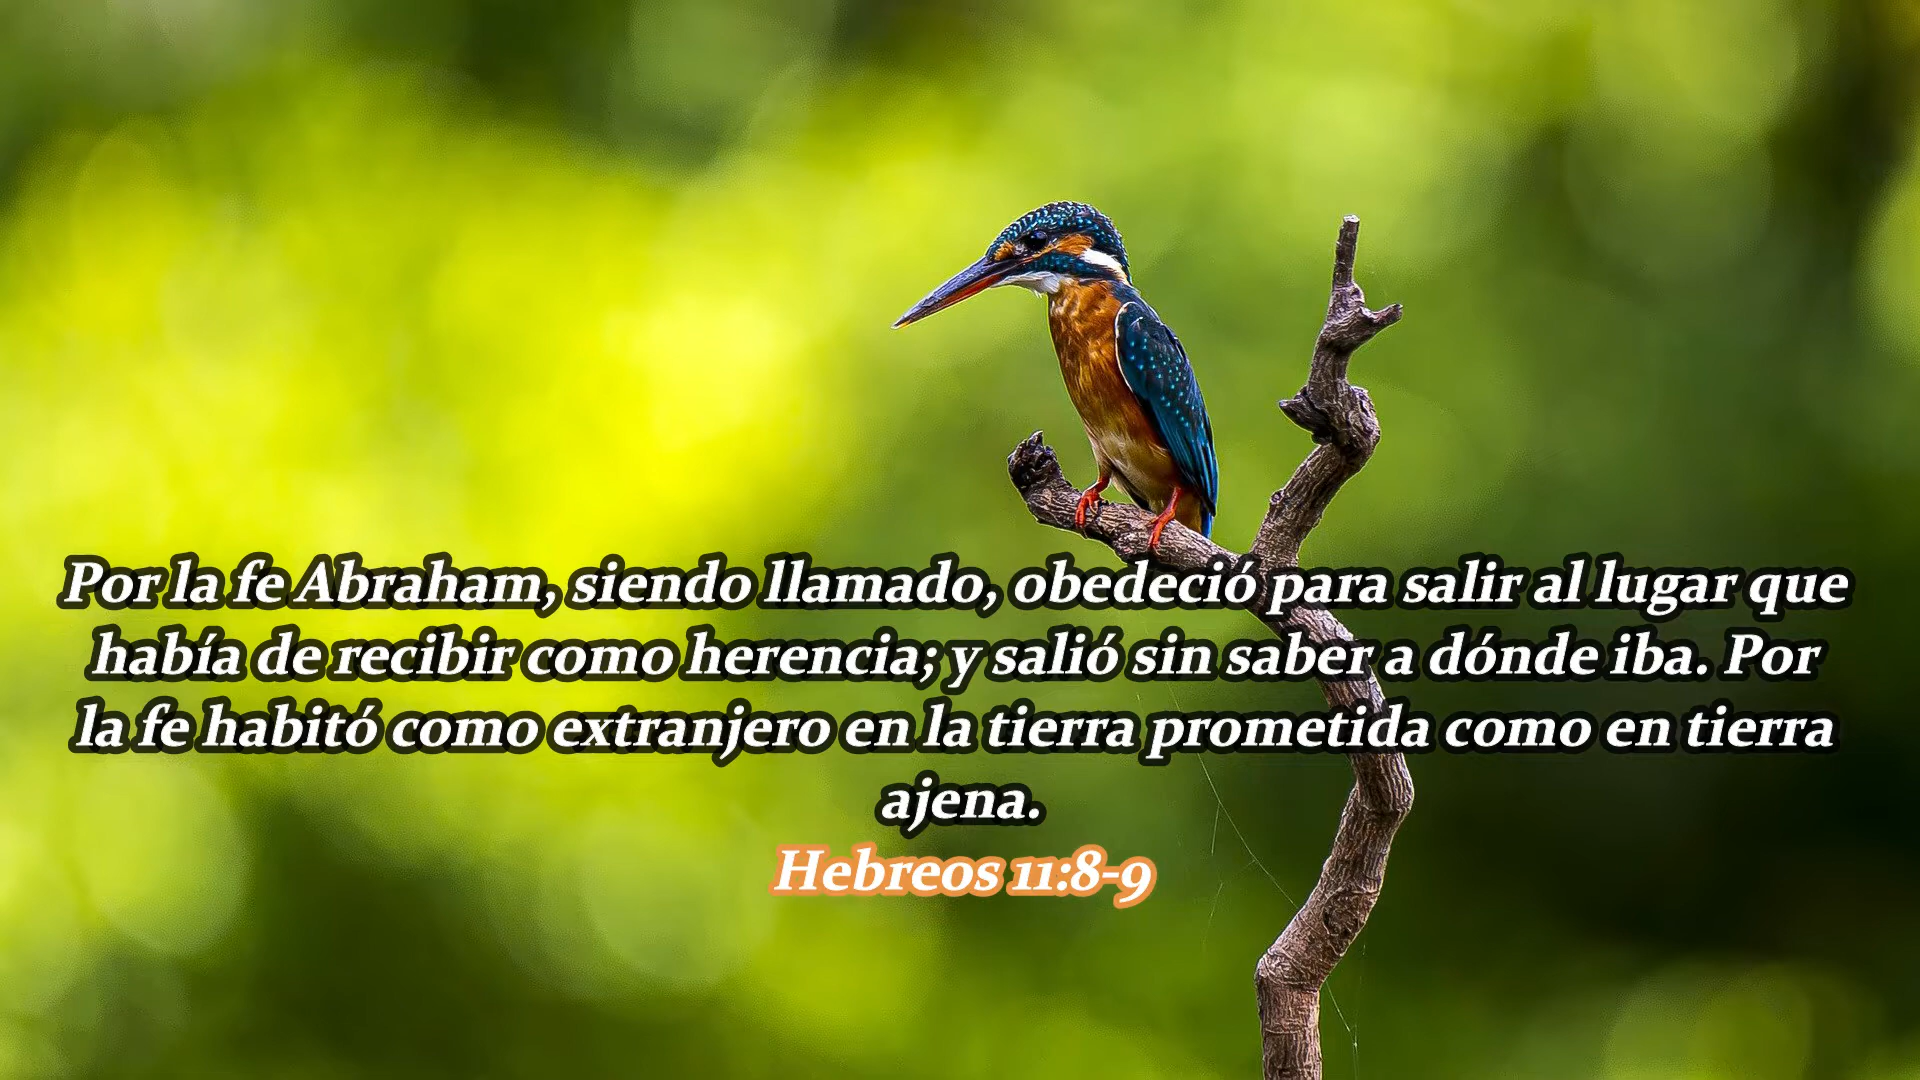 Por la fe Abraham, siendo llamado, obedeció para salir al lugar que
había de recibir como herencia; y salió sin saber a dónde iba. Por
la fe habitó como extranjero en la tierra prometida como en tierra
ajena.
Hebreos 11:8-9